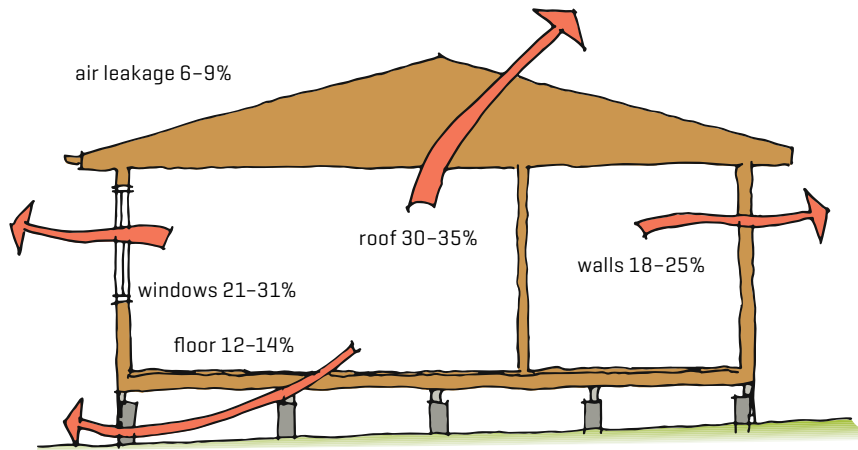 air leakage 6–9%
roof 30–35%
walls 18–25%
windows 21–31%
floor 12–14%